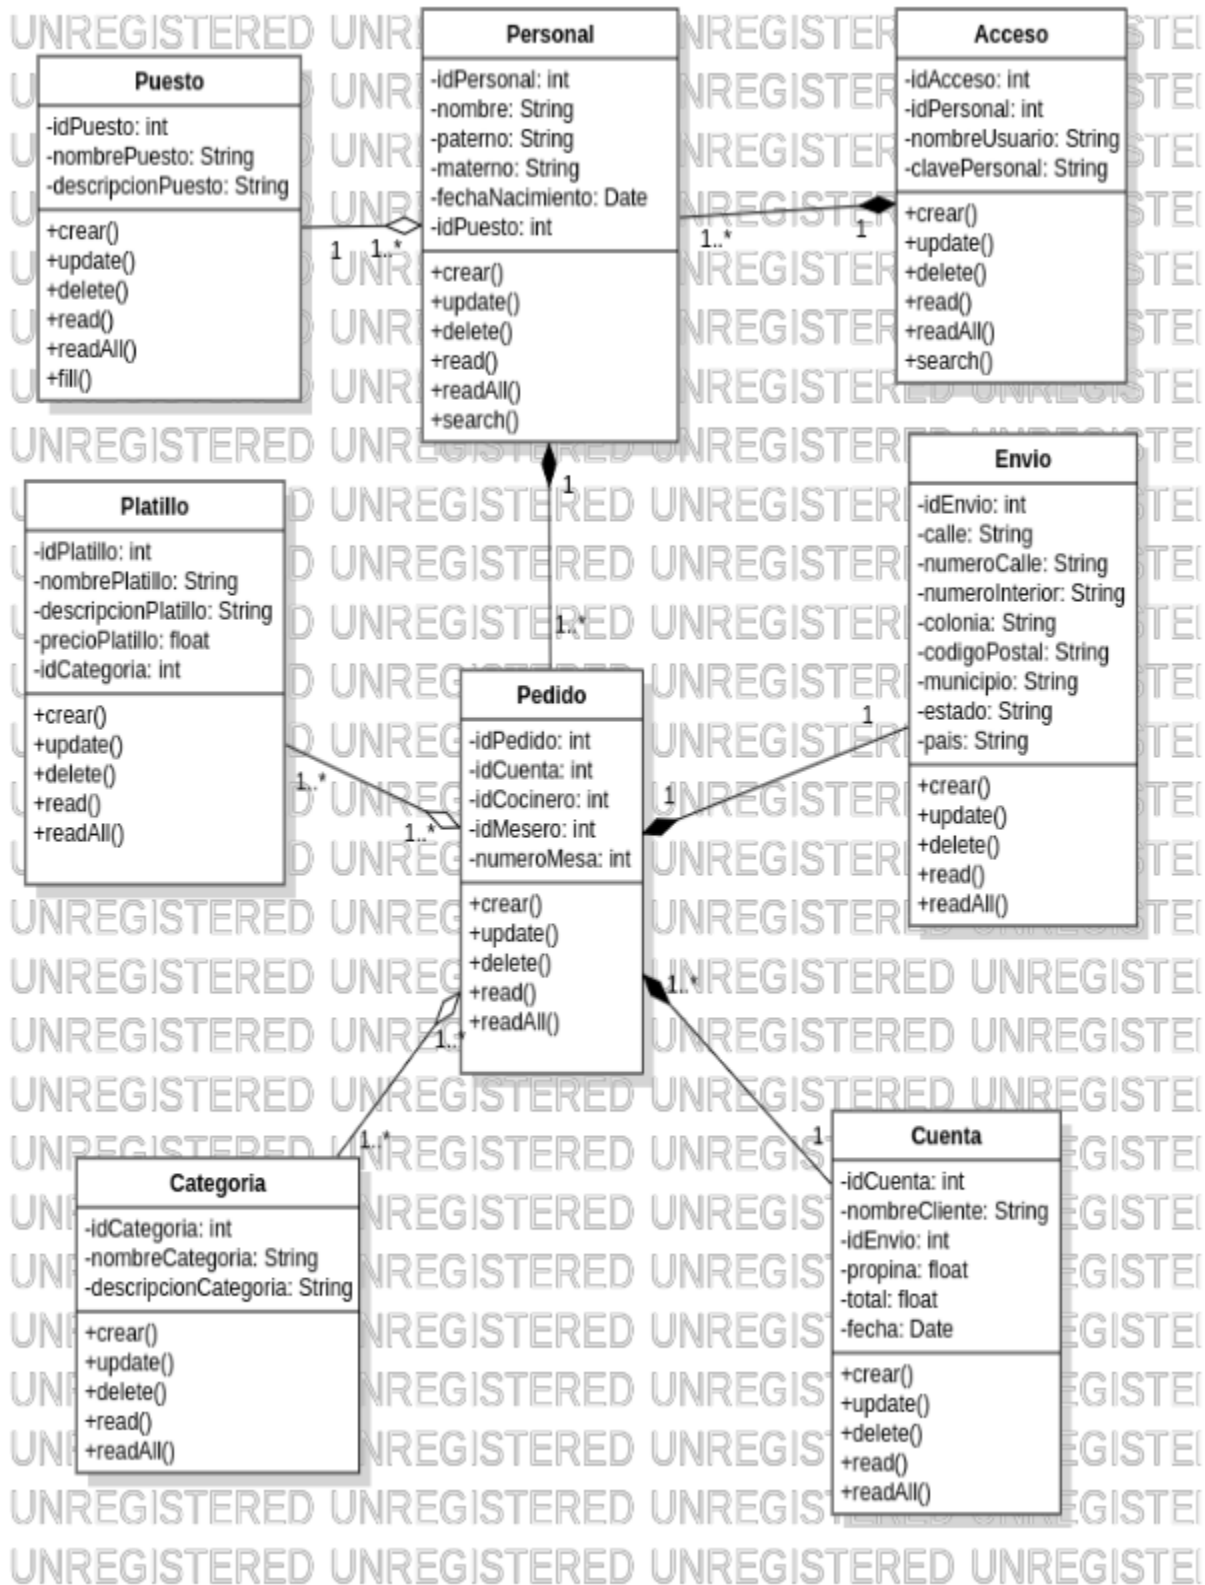 Puesto
-idPuesto: int
-nombrePuesto: String
-descripcionPuesto: String
+crear()
+update()
+delete()
+read()
+readAll()
+fill()
Personal
-idPersonal: int
-nombre: String
-paterno: String
-materno: String
-fechaNacimiento: Date
-idPuesto: int
+crear()
+update()
+delete()
+read()
+readAll()
+search()
Acceso
-idAcceso: int
-idPersonal: int
-nombreUsuario: String
-clavePersonal: String
+crear()
+update()
+delete()
+read()
+readAll()
+search()
1
1..*
1..*
1
1
1..*
Platillo
-idPlatillo: int
-nombrePlatillo: String
-descripcionPlatillo: String
-precioPlatillo: float
-idCategoria: int
+crear()
+update()
+delete()
+read()
+readAll()
1..*
1..*
Pedido
-idPedido: int
-idCuenta: int
-idCocinero: int
-idMesero: int
-numeroMesa: int
+crear()
+update()
+delete()
+read()
+readAll()
1
1
Envio
-idEnvio: int
-calle: String
-numeroCalle: String
-numeroInterior: String
-colonia: String
-codigoPostal: String
-municipio: String
-estado: String
-pais: String
+crear()
+update()
+delete()
+read()
+readAll()
1..*
1..*
1..*
1
Categoria
-idCategoria: int
-nombreCategoria: String
-descripcionCategoria: String
+crear()
+update()
+delete()
+read()
+readAll()
Cuenta
-idCuenta: int
-nombreCliente: String
-idEnvio: int
-propina: float
-total: float
-fecha: Date
+crear()
+update()
+delete()
+read()
+readAll()
UNREGISTERED UNREGISTERED UNREGISTERED